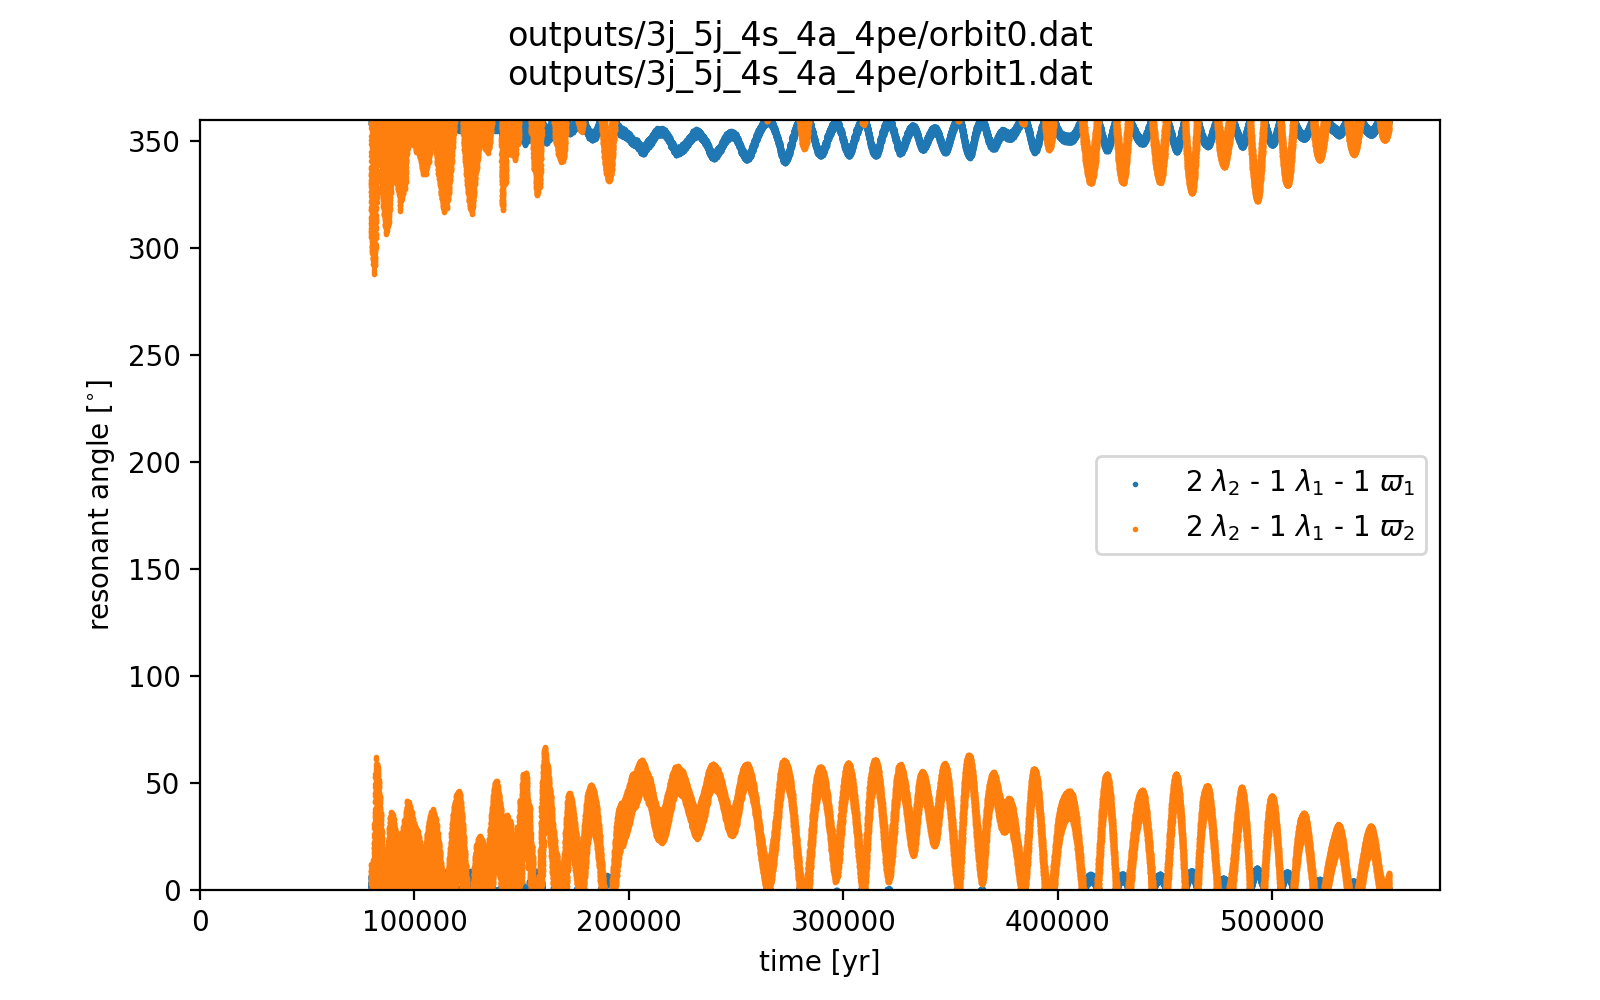 outputs/3j_5j_4s_4a_4pe/orbit0.dat
outputs/3j_5j_4s_4a_4pe/orbit1.dat
350
300
250
200
150
100
50
0
resonant angle [°]
2 λ₂ - 1 λ₁ - 1 ϖ₁
2 λ₂ - 1 λ₁ - 1 ϖ₂
0 100000 200000 300000 400000 500000
time [yr]